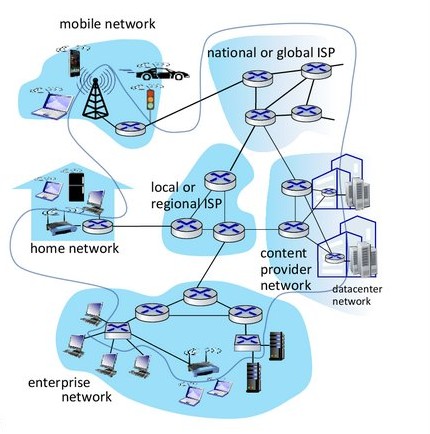 mobile network
national or global ISP
local or
regional ISP
home network
content
provider
network
datacenter
network
enterprise
network